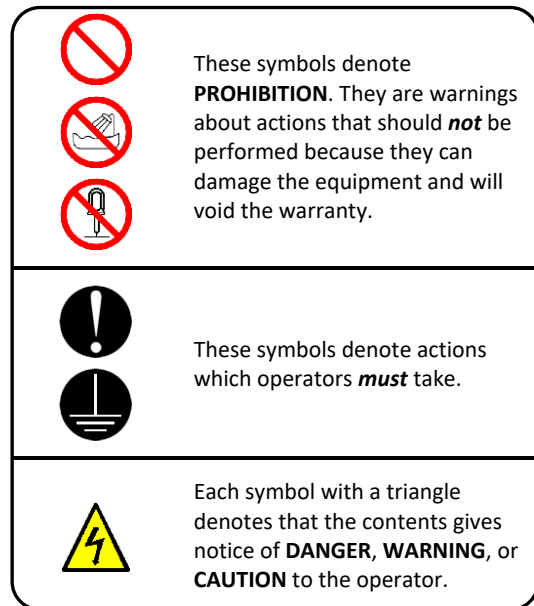 These symbols denote
PROHIBITION. They are warnings
about actions that should not be
performed because they can
damage the equipment and will
void the warranty.
These symbols denote actions
which operators must take.
Each symbol with a triangle
denotes that the contents gives
notice of DANGER, WARNING, or
CAUTION to the operator.